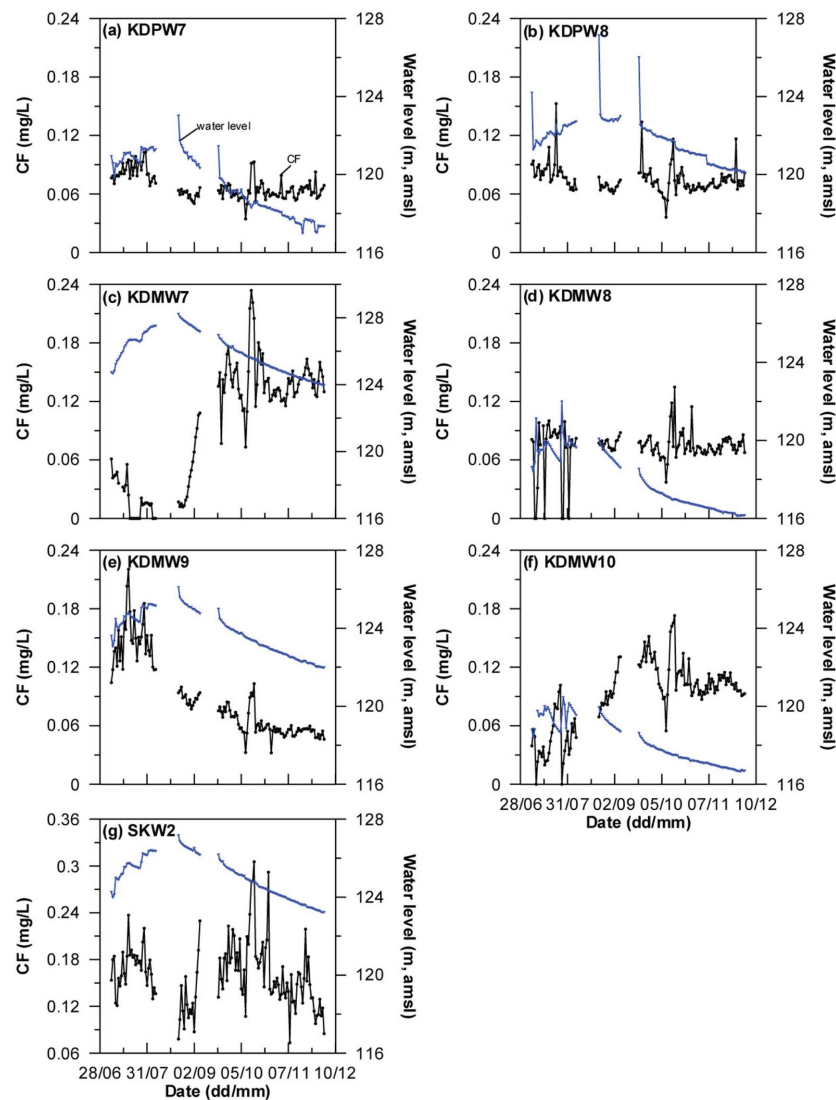 (a) KDPW7
CF (mg/L)
0.24
0.18
0.12
0.06
0
water level
CF
128
124
120
116
Water level (m, amsl)
(b) KDPW8
CF (mg/L)
0.24
0.18
0.12
0.06
0
128
124
120
116
Water level (m, amsl)
(c) KDMW7
CF (mg/L)
0.24
0.18
0.12
0.06
0
128
124
120
116
Water level (m, amsl)
(d) KDMW8
CF (mg/L)
0.24
0.18
0.12
0.06
0
128
124
120
116
Water level (m, amsl)
(e) KDMW9
CF (mg/L)
0.24
0.18
0.12
0.06
0
128
124
120
116
Water level (m, amsl)
(f) KDMW10
CF (mg/L)
0.24
0.18
0.12
0.06
0
128
124
120
116
Water level (m, amsl)
28/06 31/07 02/09 05/10 07/11 10/12
Date (dd/mm)
(g) SKW2
CF (mg/L)
0.36
0.3
0.24
0.18
0.12
0.06
128
124
120
116
Water level (m, amsl)
28/06 31/07 02/09 05/10 07/11 10/12
Date (dd/mm)